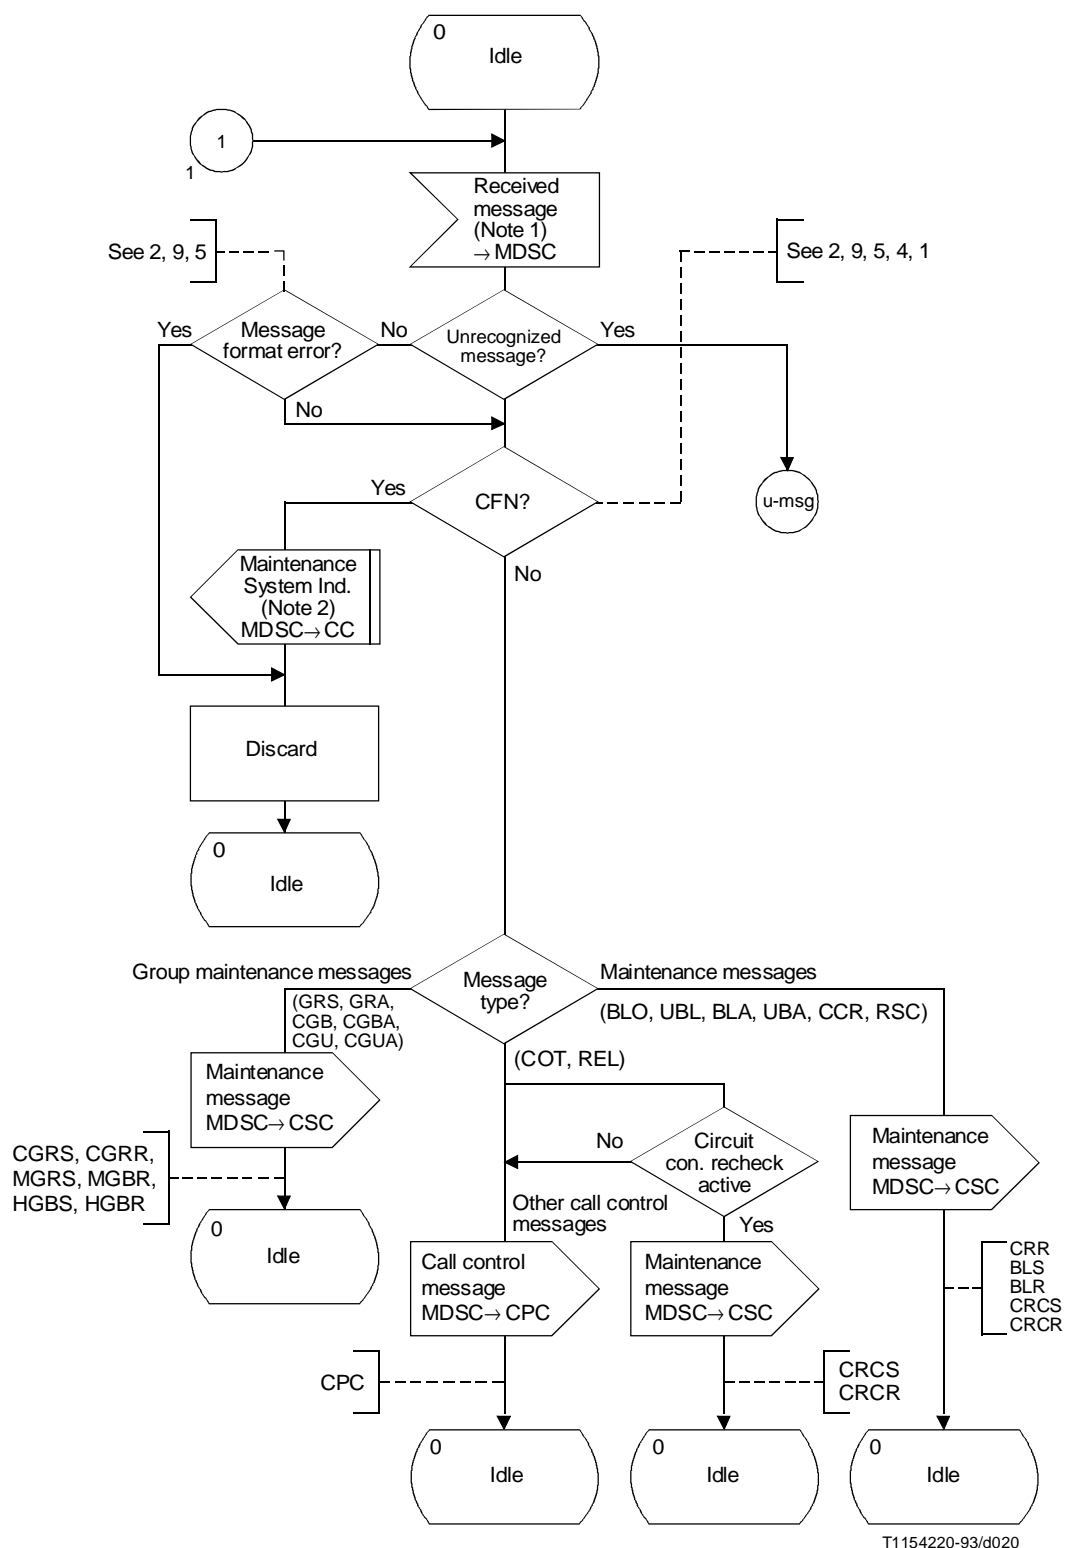 0
Idle
1
1
Received
message
(Note 1)
→MDSC
See 2, 9, 5
See 2, 9, 5, 4, 1
Yes
Message
format error?
No
Unrecognized
message?
Yes
No
Yes
CFN?
u-msg
No
Maintenance
System Ind.
(Note 2)
MDSC→CC
Discard
0
Idle
Group maintenance messages
Message
type?
Maintenance messages
(GRS, GRA,
CGB, CGBA,
CGU, CGUA)
(BLO, UBL, BLA, UBA, CCR, RSC)
(COT, REL)
Maintenance
message
MDSC→CSC
No
Circuit
con. recheck
active
Maintenance
message
MDSC→CSC
CGRS, CGRR,
MGRS, MGBR,
HGBS, HGBR
Other call control
messages
Yes
0
Idle
Call control
message
MDSC→CPC
Maintenance
message
MDSC→CSC
CRR
BLS
BLR
CRCS
CRCR
CPC
CRCS
CRCR
0
Idle
0
Idle
0
Idle
T1154220-93/d020